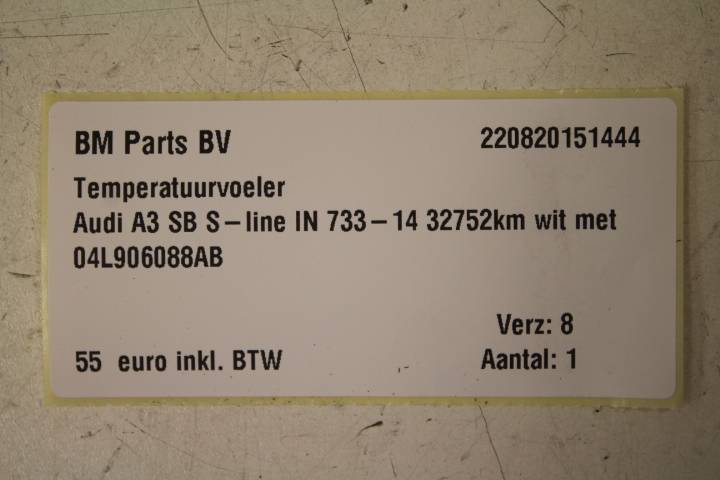 BM Parts BV 220820151444
Temperatuurvoeler
Audi A3 SB S-line IN 733-14 32752km wit met
04L906088AB
Verz: 8
55 euro inkl. BTW Aantal: 1